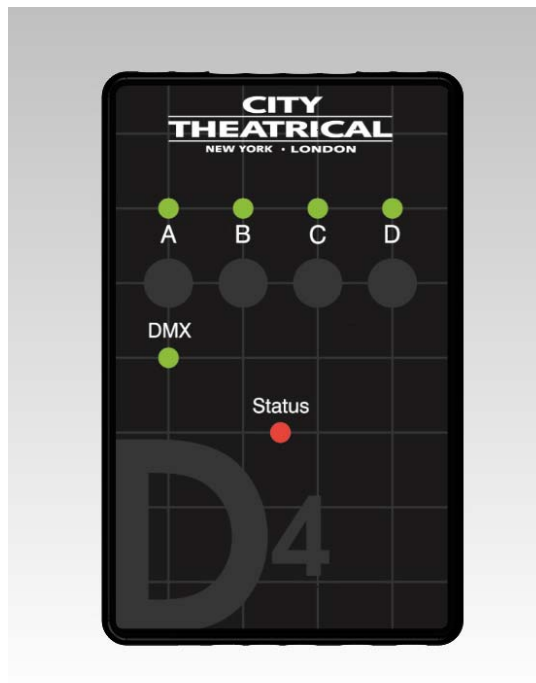 CITY
THEATRICAL
NEW YORK • LONDON
A B C D
DMX
Status
D4